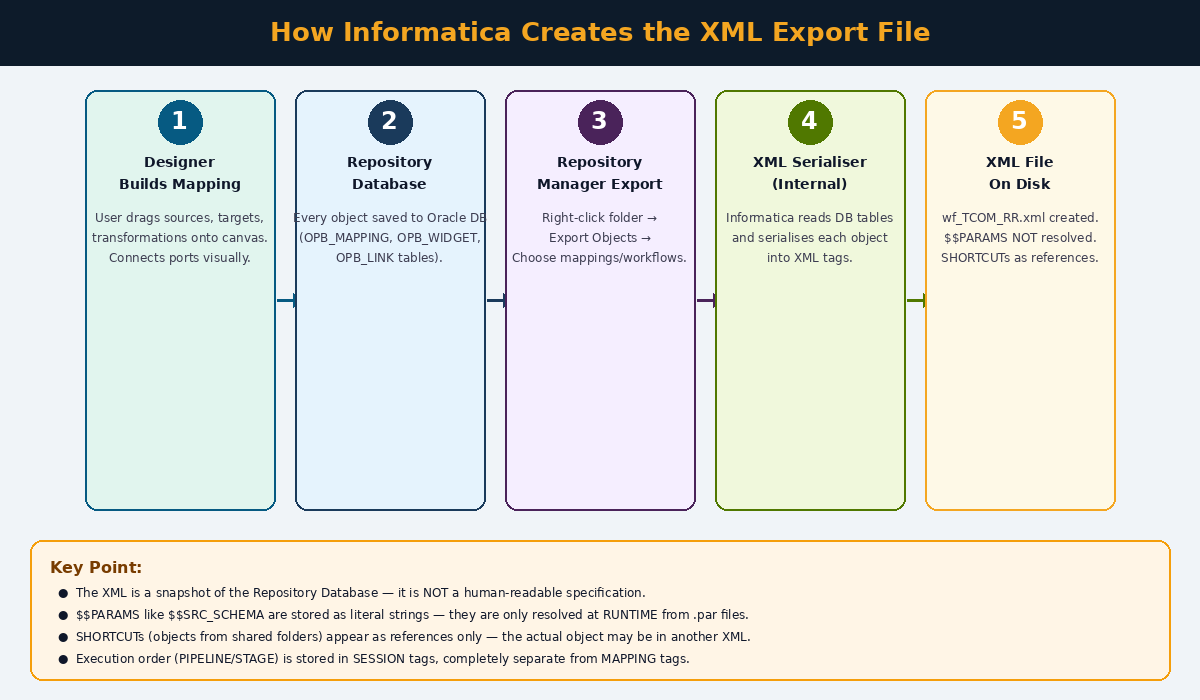 How Informatica Creates the XML Export File
1
Designer
Builds Mapping
User drags sources, targets,
transformations onto canvas.
Connects ports visually.
2
Repository
Database
Every object saved to Oracle DB
(OPB_MAPPING, OPB_WIDGET,
OPB_LINK tables).
3
Repository
Manager Export
Right-click folder →
Export Objects →
Choose mappings/workflows.
4
XML Serialiser
(Internal)
Informatica reads DB tables
and serialises each object
into XML tags.
5
XML File
On Disk
wf_TCOM_RR.xml created.
$$PARAMS NOT resolved.
SHORTCUTs as references.
Key Point:
● The XML is a snapshot of the Repository Database — it is NOT a human-readable specification.
● $$PARAMS like $$SRC_SCHEMA are stored as literal strings — they are only resolved at RUNTIME from .par files.
● SHORTCUTs (objects from shared folders) appear as references only — the actual object may be in another XML.
● Execution order (PIPELINE/STAGE) is stored in SESSION tags, completely separate from MAPPING tags.